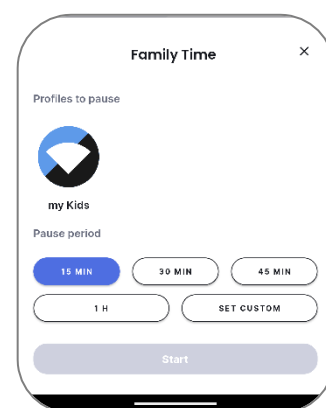 Family Time
Profiles to pause
my Kids
Pause period
15 MIN 30 MIN 45 MIN
1 H SET CUSTOM
Start